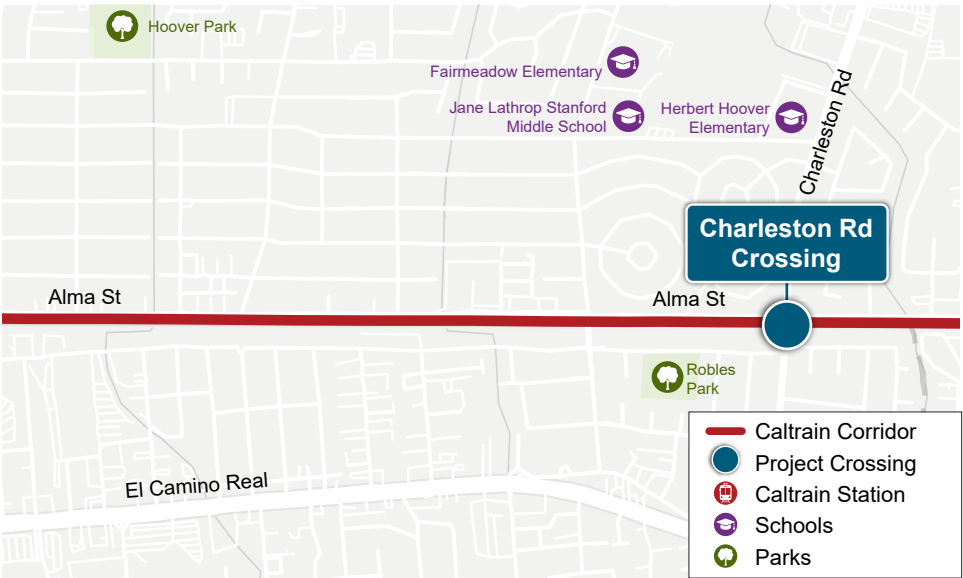 Hoover Park
Fairmeadow Elementary
Jane Lathrop Stanford
Middle School
Herbert Hoover
Elementary
Charleston Rd
Charleston Rd
Crossing
Alma St
Alma St
Robles
Park
El Camino Real
Caltrain Corridor
Project Crossing
Caltrain Station
Schools
Parks